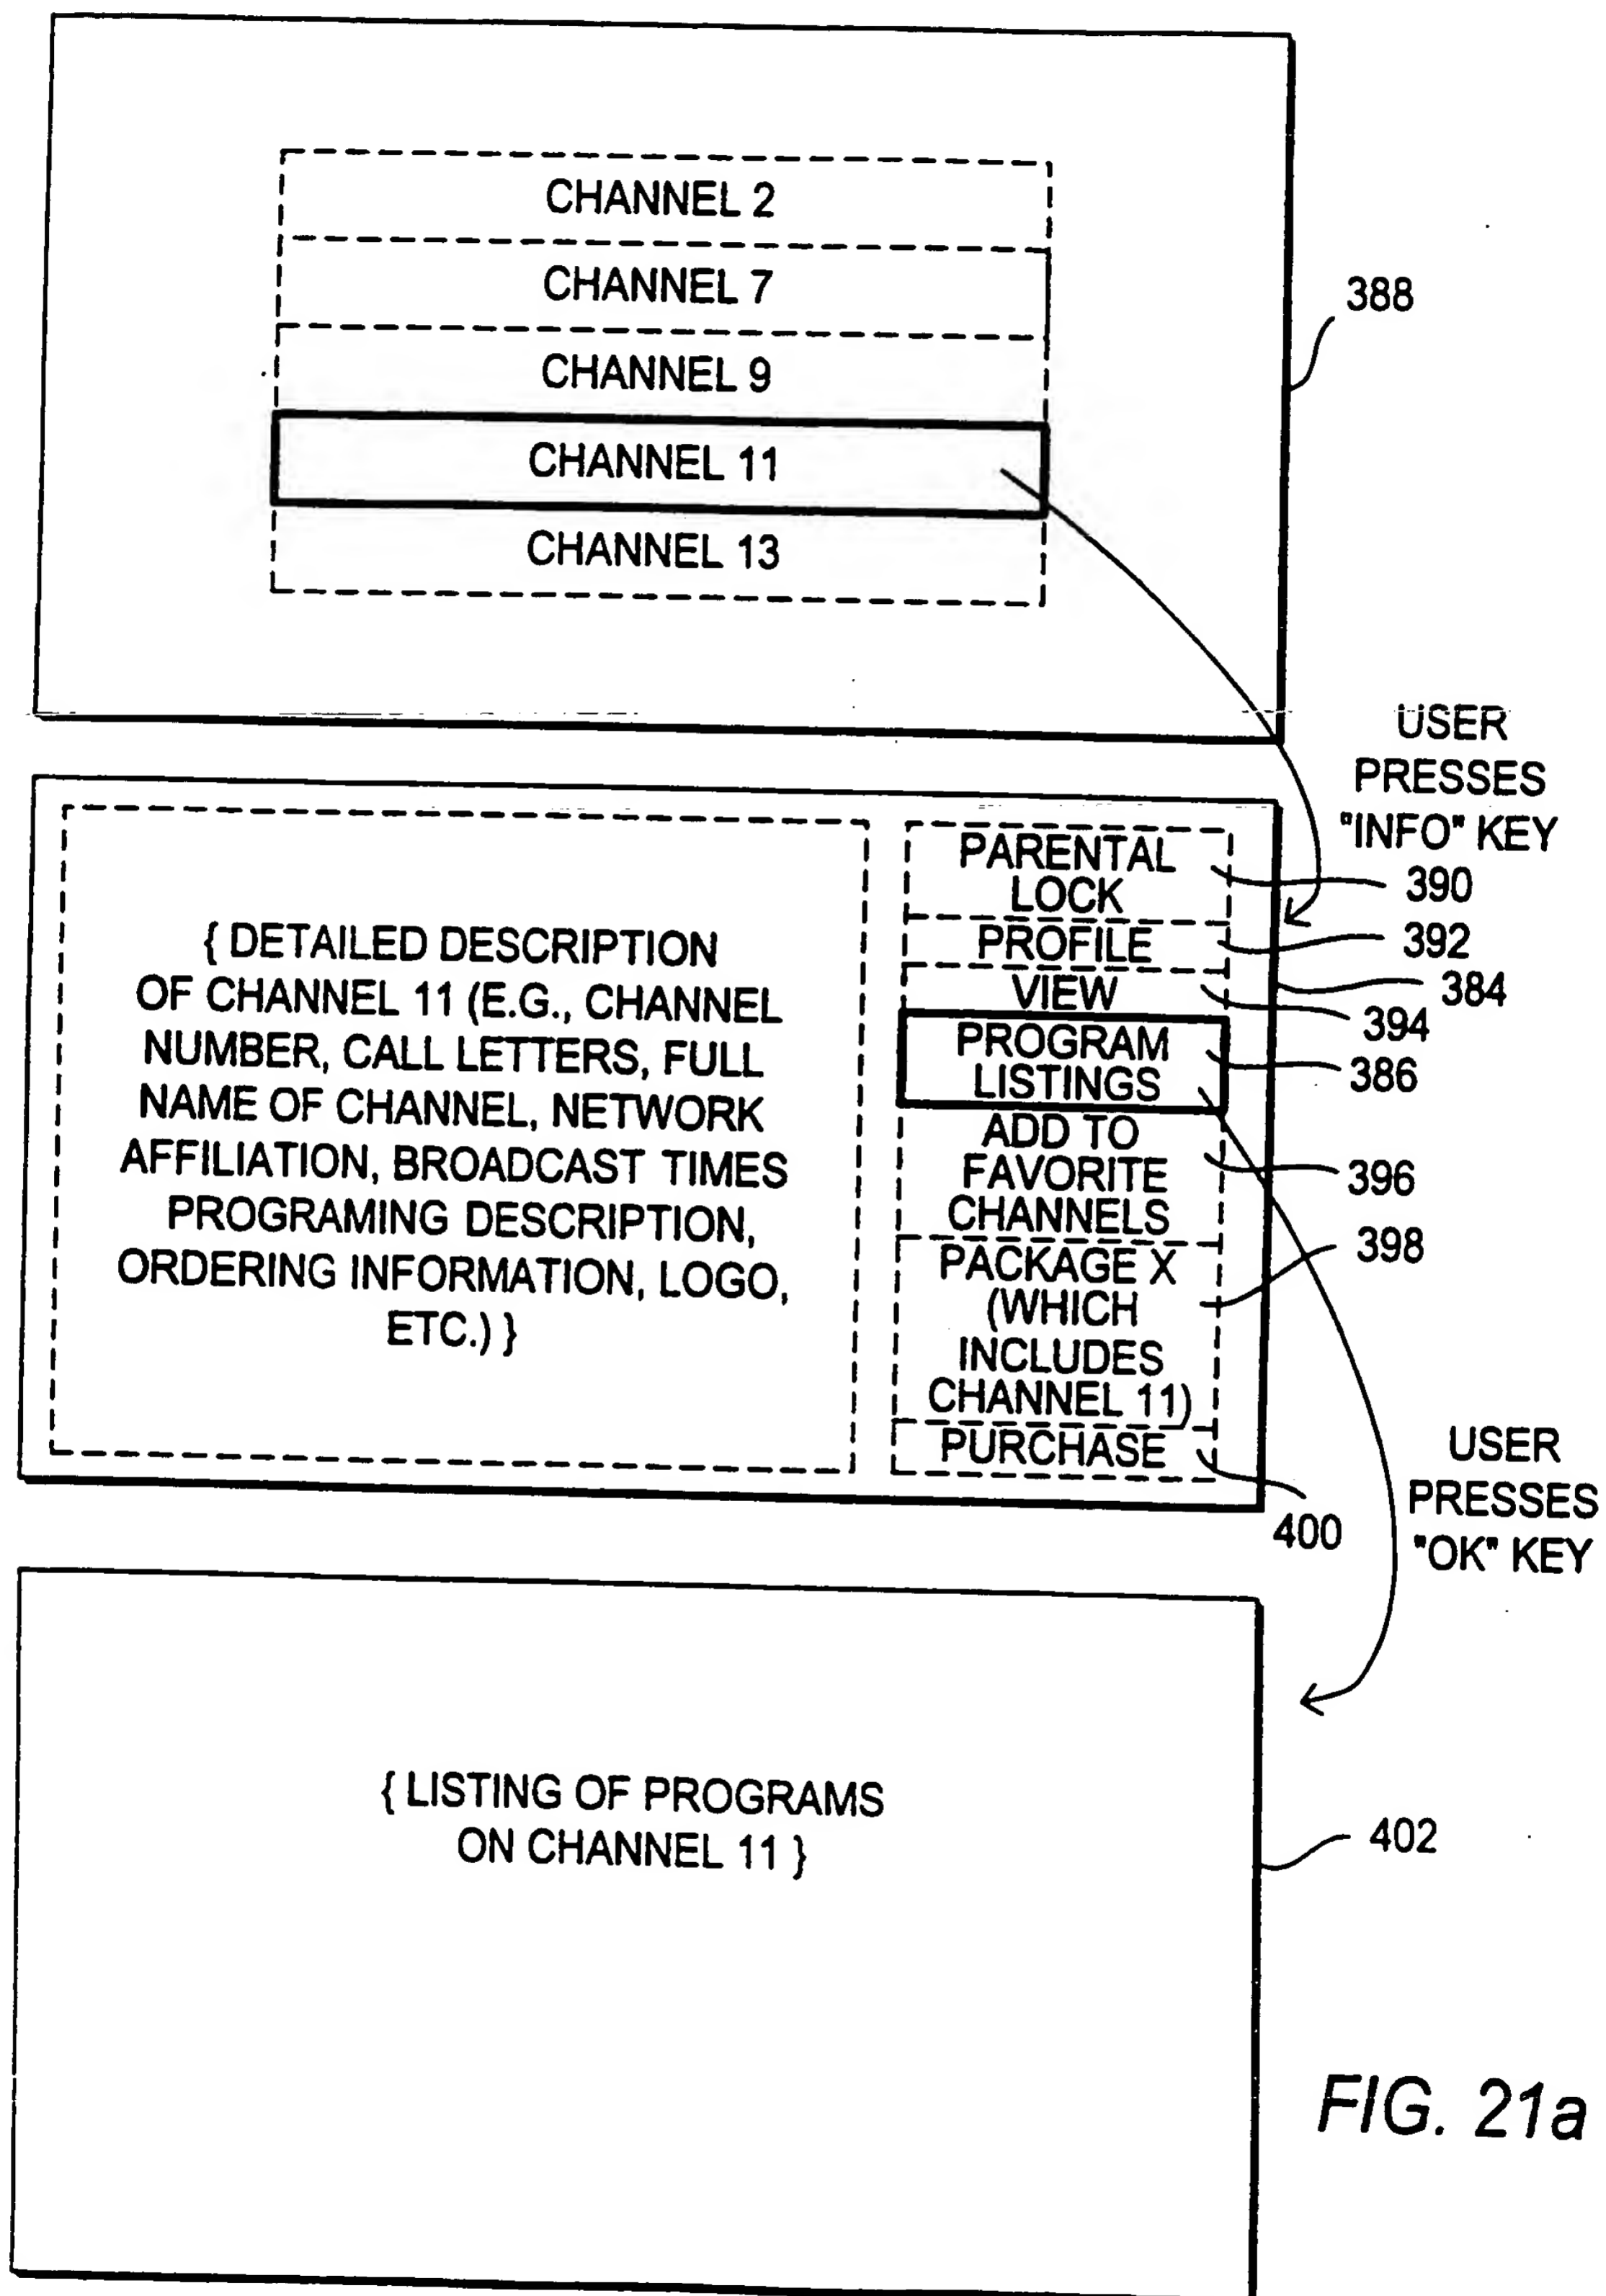 CHANNEL 2
CHANNEL 7
CHANNEL 9
CHANNEL 11
CHANNEL 13
388
USER
PRESSES
"INFO" KEY
{ DETAILED DESCRIPTION
OF CHANNEL 11 (E.G., CHANNEL
NUMBER, CALL LETTERS, FULL
NAME OF CHANNEL, NETWORK
AFFILIATION, BROADCAST TIMES
PROGRAMING DESCRIPTION,
ORDERING INFORMATION, LOGO,
ETC.) }
PARENTAL
LOCK
390
PROFILE
392
VIEW
384
394
PROGRAM
LISTINGS
386
ADD TO
FAVORITE
CHANNELS
396
PACKAGE X
(WHICH
INCLUDES
CHANNEL 11)
398
PURCHASE
400
USER
PRESSES
"OK" KEY
{ LISTING OF PROGRAMS
ON CHANNEL 11 }
402
FIG. 21a